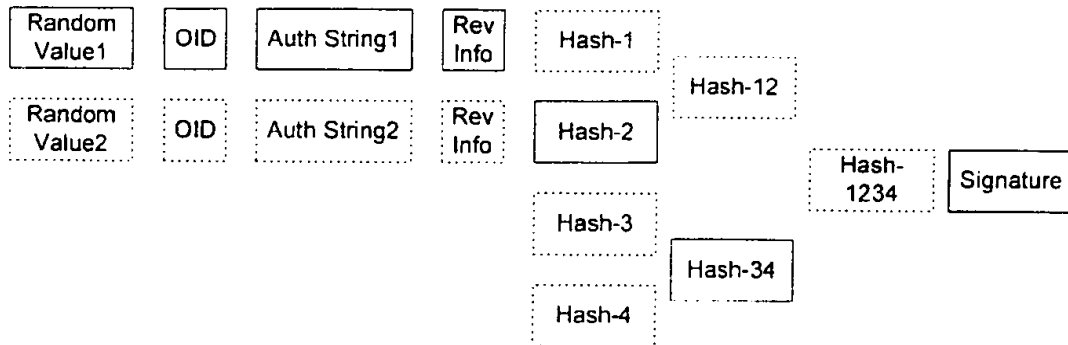 Random
Value1
OID
Auth String1
Rev
Info
Hash-1
Hash-12
Random
Value2
OID
Auth String2
Rev
Info
Hash-2
Hash-
1234
Signature
Hash-3
Hash-34
Hash-4